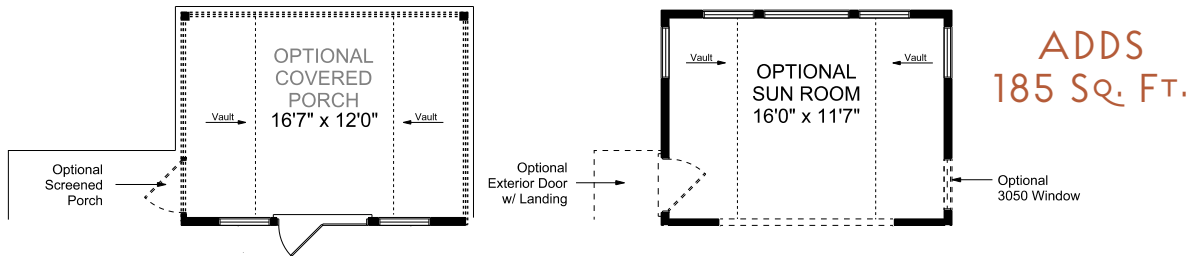 OPTIONAL
COVERED
PORCH
16'7" x 12'0"
Vault
Vault
Optional
Screened
Porch
OPTIONAL
SUN ROOM
16'0" x 11'7"
Vault
Vault
Optional
Exterior Door
w/ Landing
Optional
3050 Window
ADDS
185 SQ. FT.